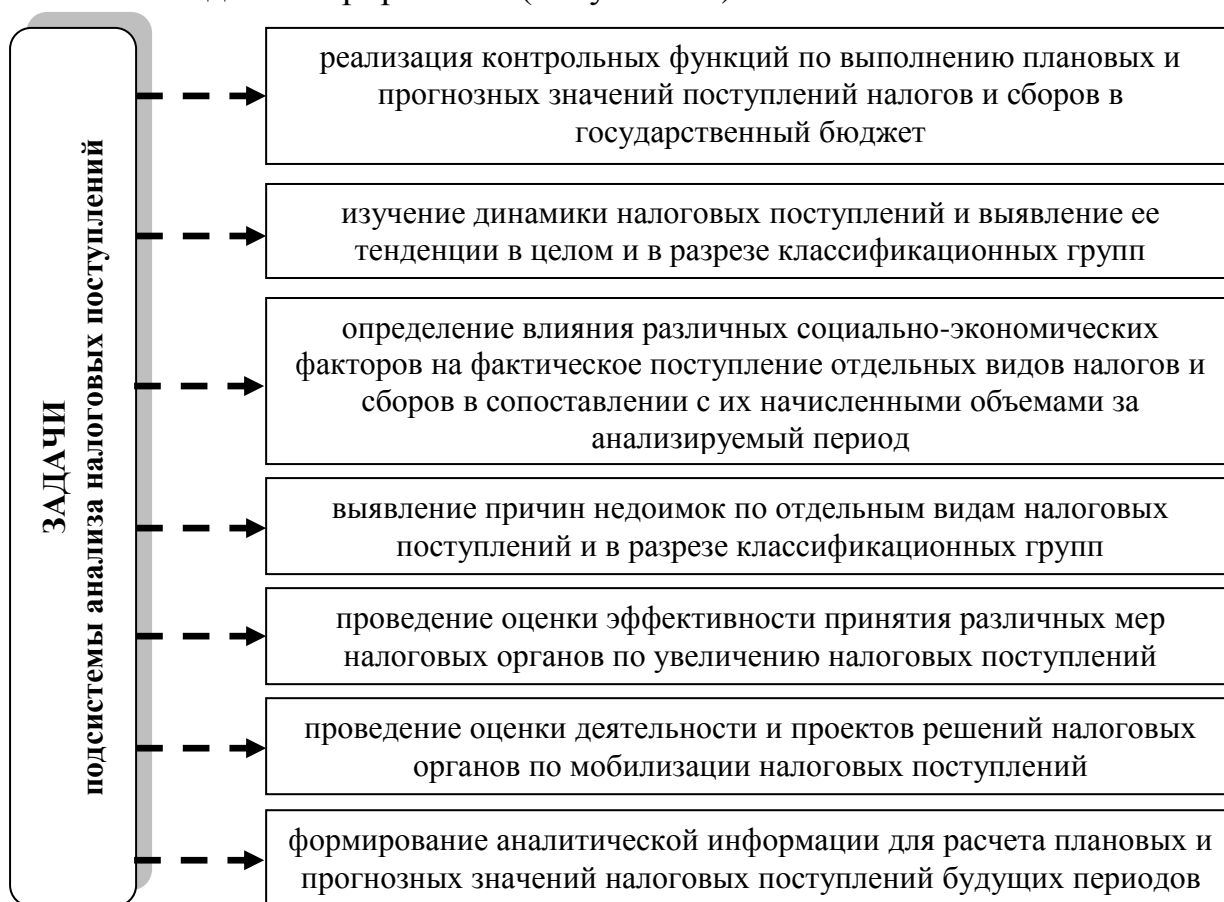 ЗАДАЧИ
подсистемы анализа налоговых поступлений
реализация контрольных функций по выполнению плановых и
прогнозных значений поступлений налогов и сборов в
государственный бюджет
изучение динамики налоговых поступлений и выявление ее
тенденции в целом и в разрезе классификационных групп
определение влияния различных социально-экономических
факторов на фактическое поступление отдельных видов налогов и
сборов в сопоставлении с их начисленными объемами за
анализируемый период
выявление причин недоимок по отдельным видам налоговых
поступлений и в разрезе классификационных групп
проведение оценки эффективности принятия различных мер
налоговых органов по увеличению налоговых поступлений
проведение оценки деятельности и проектов решений налоговых
органов по мобилизации налоговых поступлений
формирование аналитической информации для расчета плановых и
прогнозных значений налоговых поступлений будущих периодов